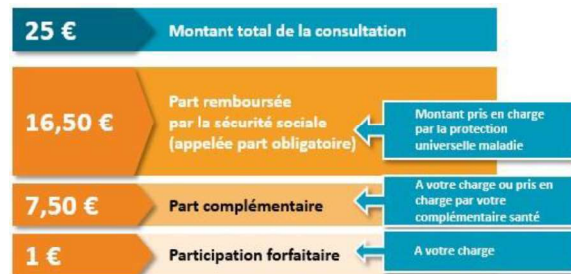 25 €
Montant total de la consultation
16,50 €
Part remboursée
par la sécurité sociale
(appelée part obligatoire)
Montant pris en charge
par la protection
universelle maladie
7,50 €
Part complémentaire
A votre charge ou pris en
charge par votre
complémentaire santé
1 €
Participation forfaitaire
A votre charge